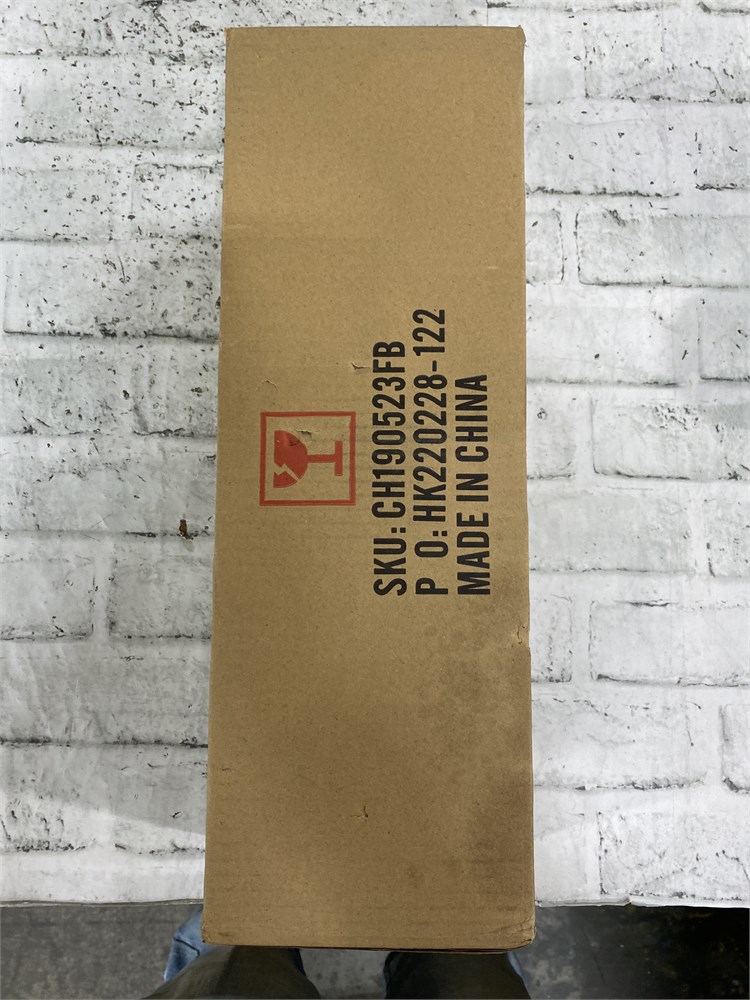 SKU: CH190523FB
P O: HK220228-122
MADE IN CHINA